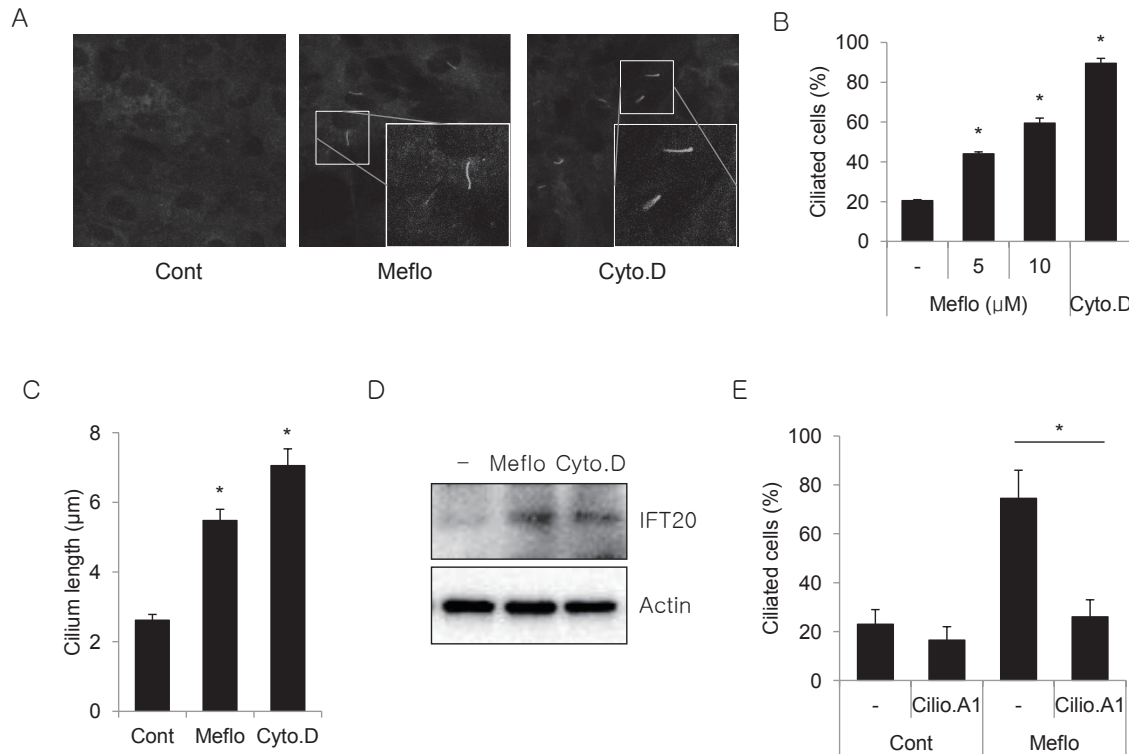 A
Cont Meflo Cyto.D
B
Ciliated cells (%)
100
80
60
40
20
0
* * *
- 5 10
Meflo (μM) Cyto.D
C
Cilium length (μm)
8
6
4
2
0
* *
Cont Meflo Cyto.D
D
- Meflo Cyto.D
IFT20
Actin
E
Ciliated cells (%)
100
80
60
40
20
0
*
- Cilio.A1 - Cilio.A1
Cont Meflo